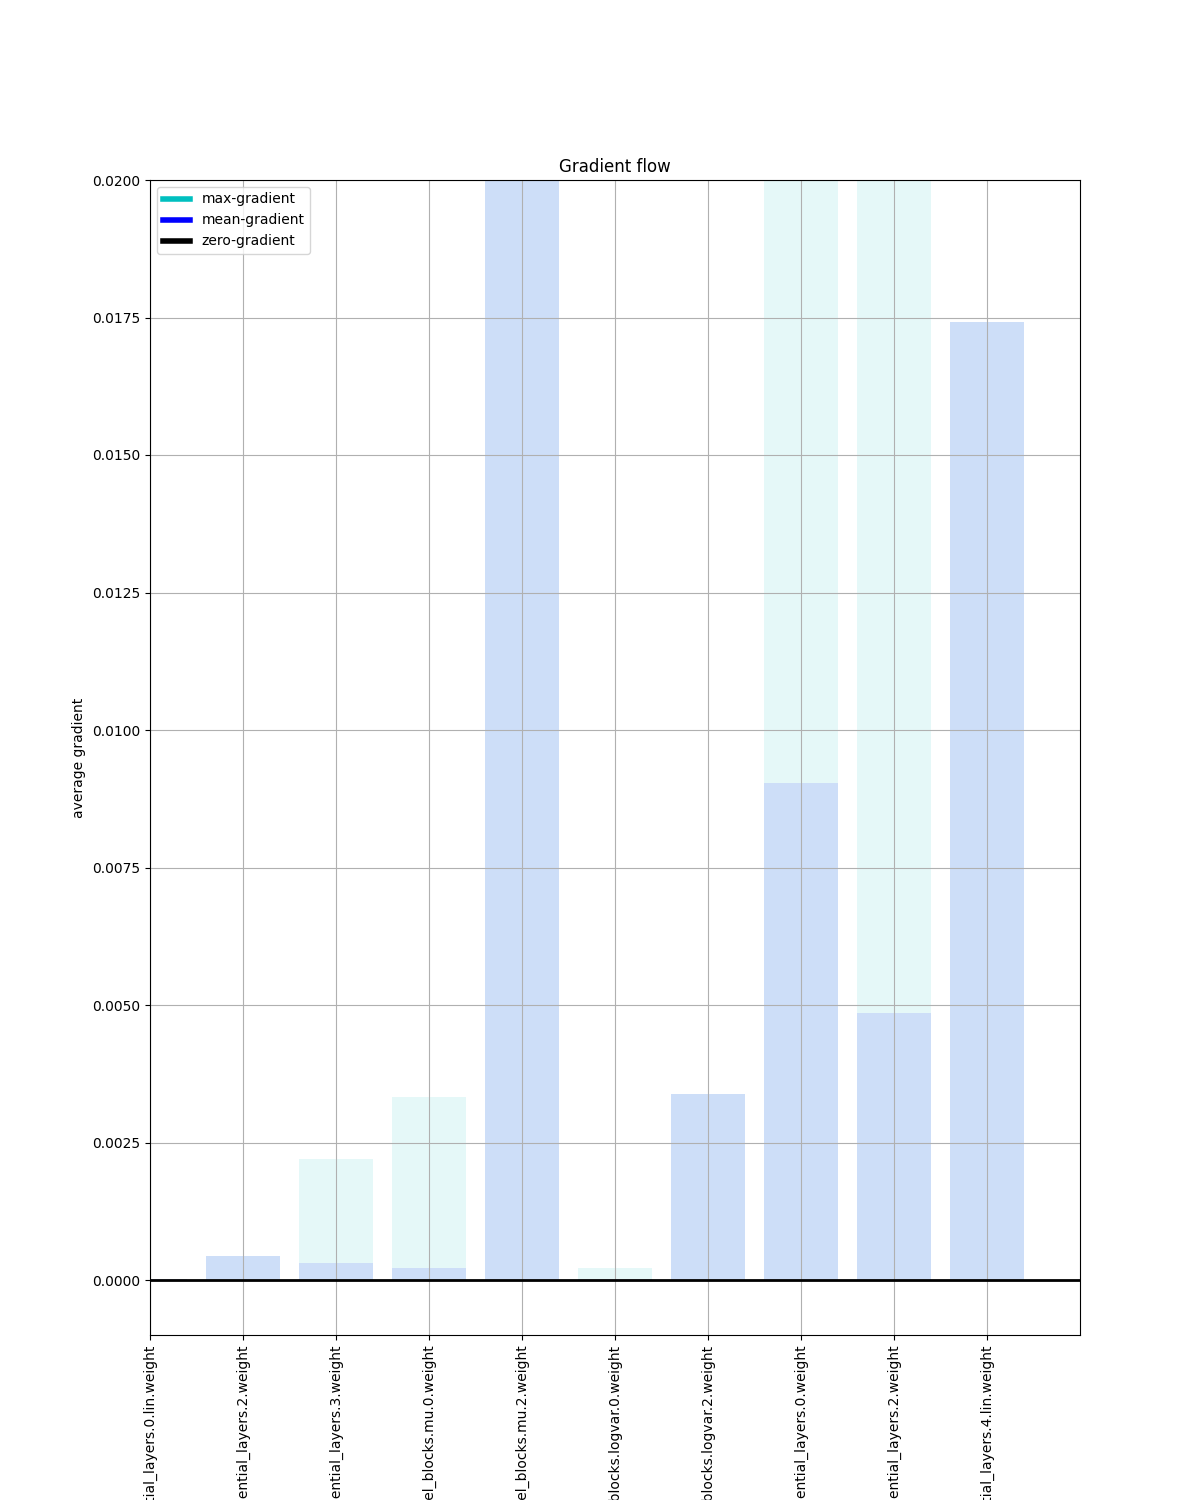 Gradient flow
max-gradient
mean-gradient
zero-gradient
0.0200
0.0175
0.0150
0.0125
0.0100
0.0075
0.0050
0.0025
0.0000
average gradient
tial_layers.0.lin.weight
ential_layers.2.weight
ential_layers.3.weight
el_blocks.mu.0.weight
el_blocks.mu.2.weight
blocks.logvar.0.weight
blocks.logvar.2.weight
ential_layers.0.weight
ential_layers.2.weight
tial_layers.4.lin.weight